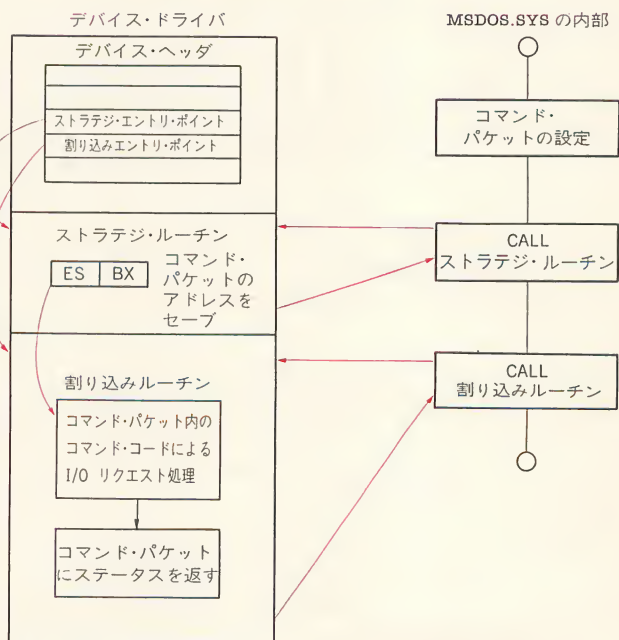 デバイス・ドライバ
デバイス・ヘッダ
ストラテジ・エントリ・ポイント
割り込みエントリ・ポイント
ストラテジ・ルーチン
ES BX
コマンド・
パケットの
アドレスを
セーブ
割り込みルーチン
コマンド・パケット内の
コマンド・コードによる
I/O リクエスト処理
コマンド・パケット
にステータスを返す
MSDOS.SYS の内部
コマンド・
パケットの設定
CALL
ストラテジ・ルーチン
CALL
割り込みルーチン